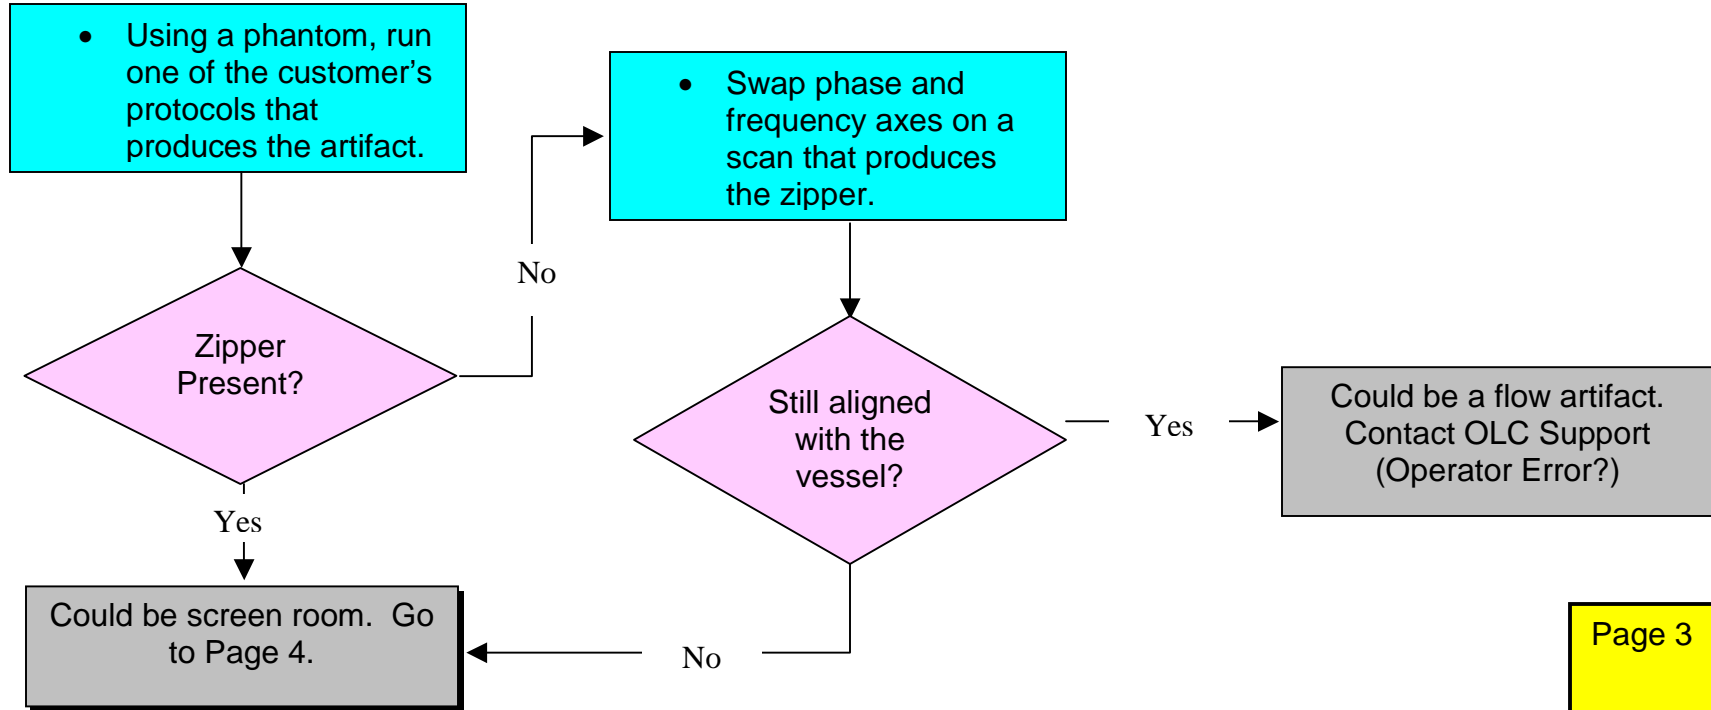 • Using a phantom, run
one of the customer's
protocols that
produces the artifact.
• Swap phase and
frequency axes on a
scan that produces
the zipper.
No
Zipper
Present?
Still aligned
with the
vessel?
Yes
Could be a flow artifact.
Contact OLC Support
(Operator Error?)
Yes
Could be screen room.  Go
to Page 4.
No
Page 3